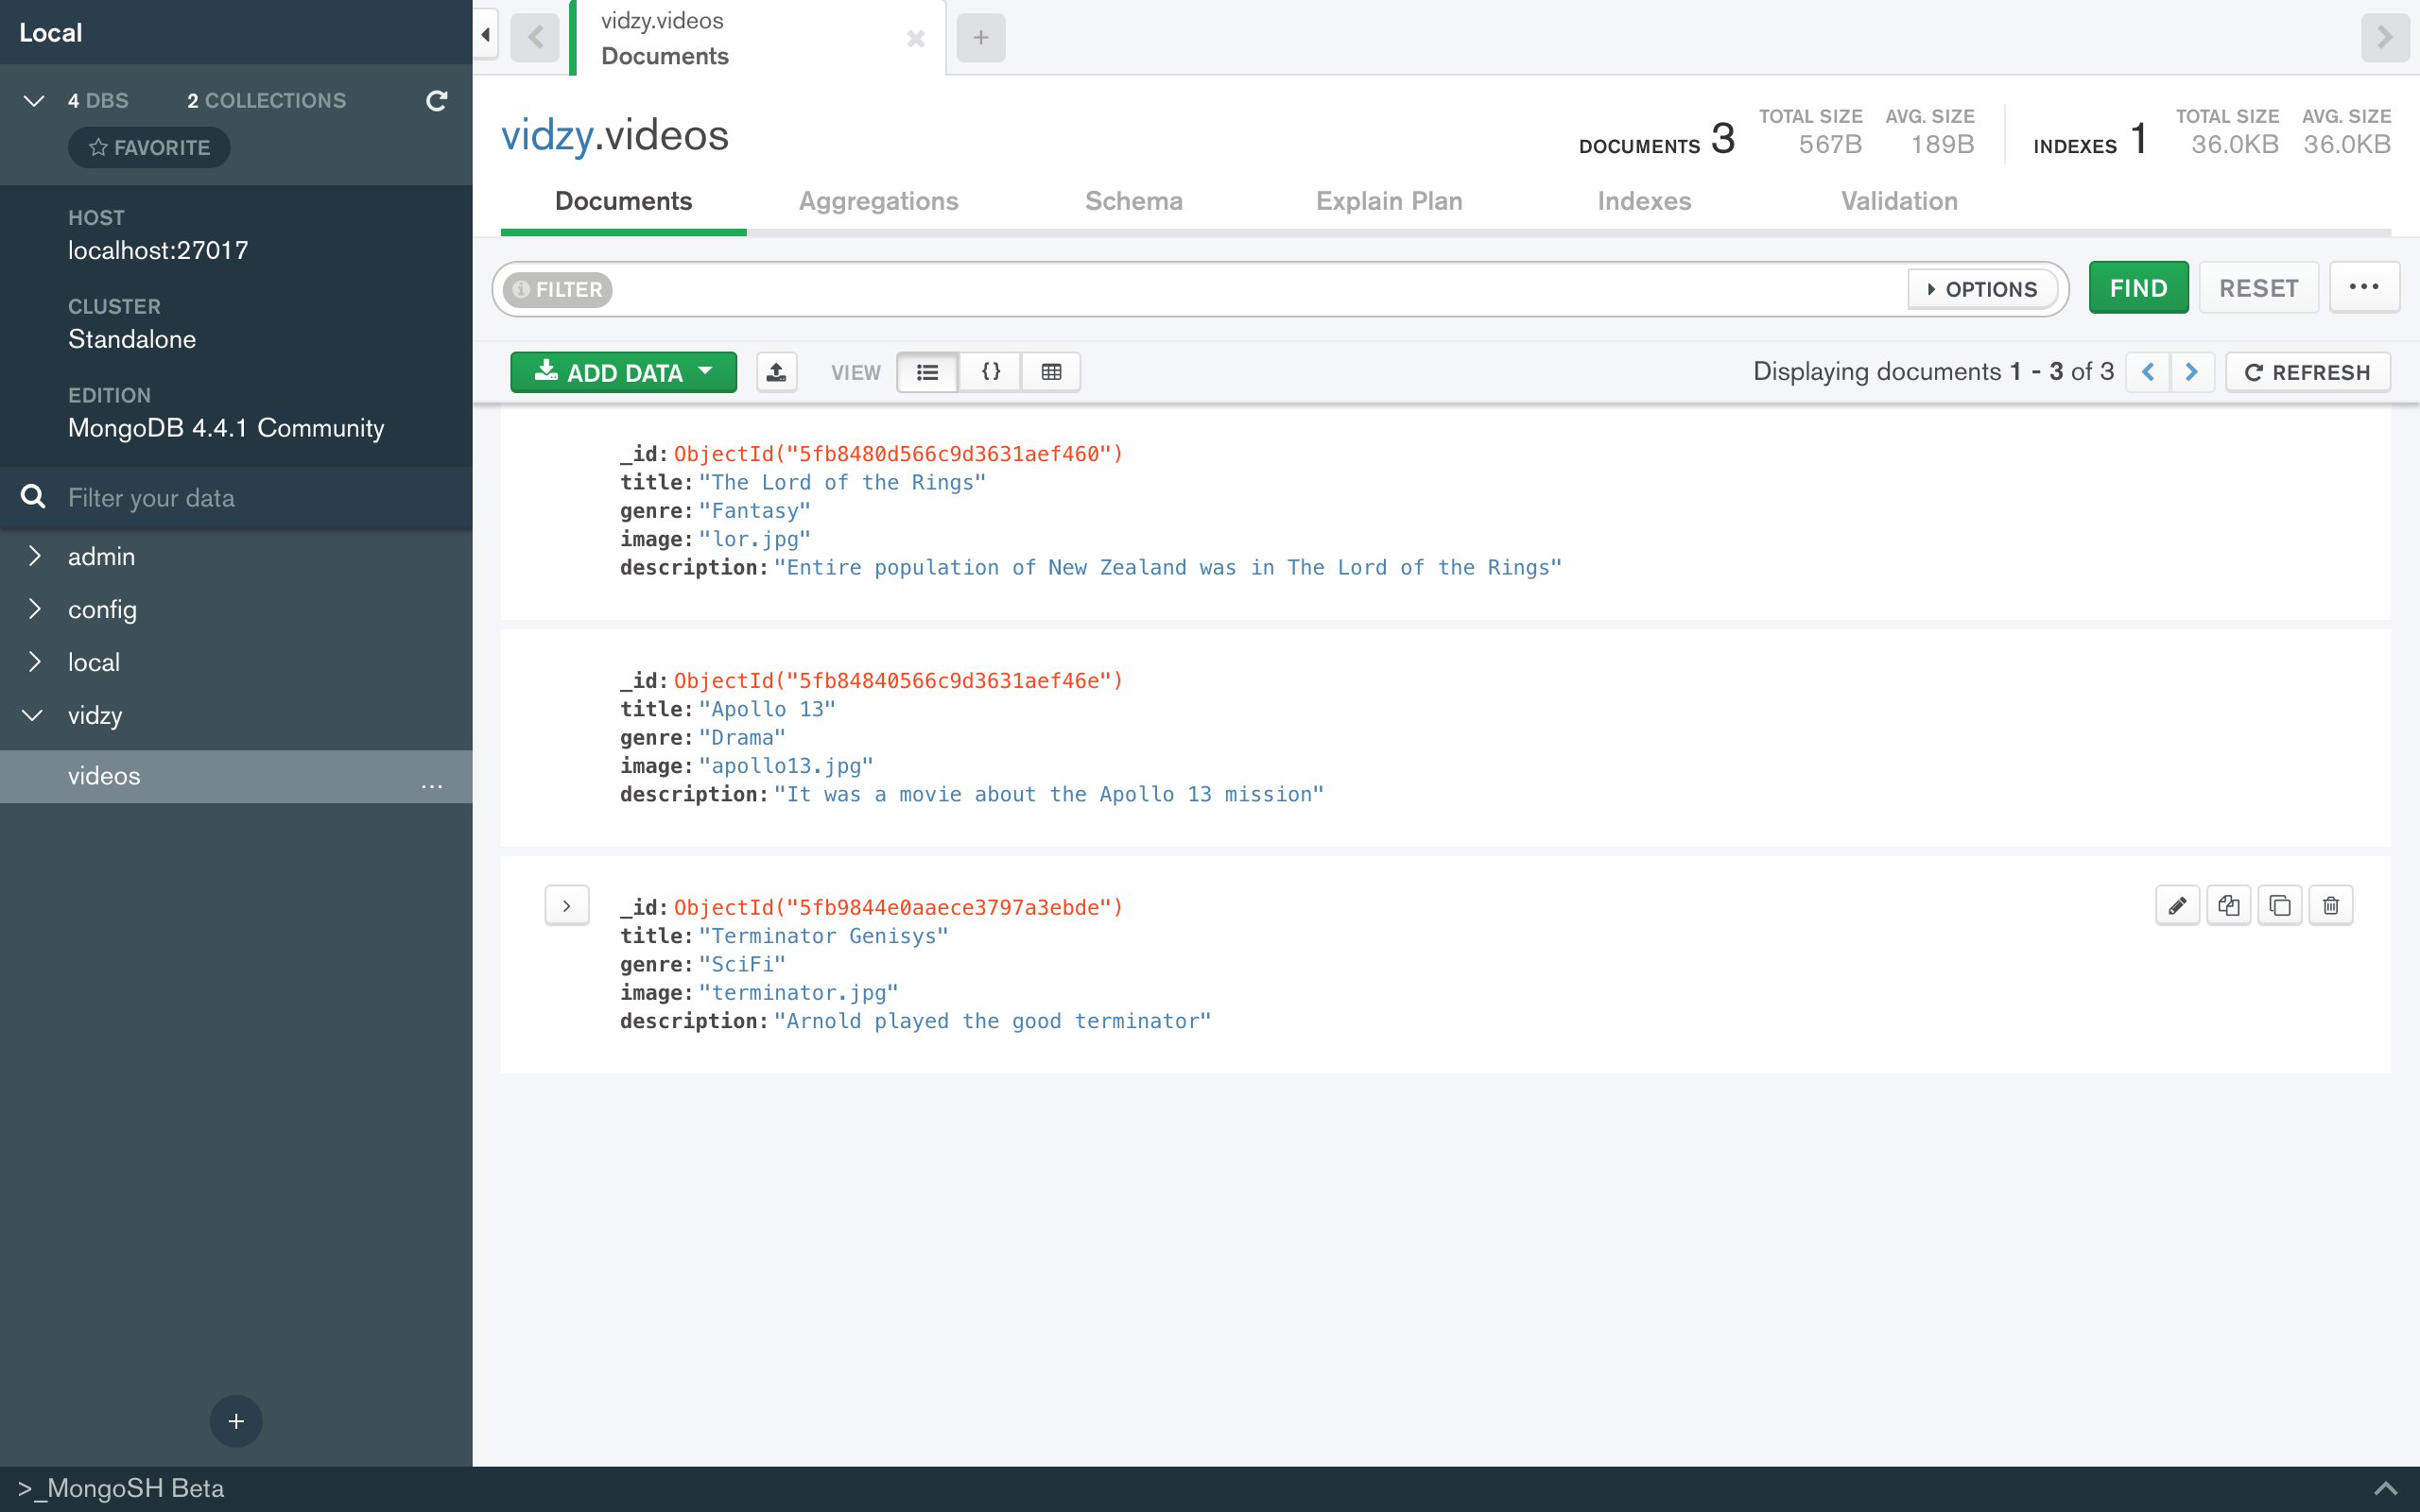 Local
4 DBS 2 COLLECTIONS
FAVORITE
HOST
localhost:27017
CLUSTER
Standalone
EDITION
MongoDB 4.4.1 Community
Filter your data
admin
config
local
vidzy
videos ...
+
>_MongoSH Beta
vidzy.videos
Documents
+
vidzy.videos
DOCUMENTS 3 TOTAL SIZE 567B AVG. SIZE 189B INDEXES 1 TOTAL SIZE 36.0KB AVG. SIZE 36.0KB
Documents Aggregations Schema Explain Plan Indexes Validation
FILTER OPTIONS FIND RESET ...
ADD DATA VIEW {} Displaying documents 1 - 3 of 3 REFRESH
_id: ObjectId("5fb8480d566c9d3631aef460")
title: "The Lord of the Rings"
genre: "Fantasy"
image: "lor.jpg"
description: "Entire population of New Zealand was in The Lord of the Rings"
_id: ObjectId("5fb84840566c9d3631aef46e")
title: "Apollo 13"
genre: "Drama"
image: "apollo13.jpg"
description: "It was a movie about the Apollo 13 mission"
_id: ObjectId("5fb9844e0aaece3797a3ebde")
title: "Terminator Genisys"
genre: "SciFi"
image: "terminator.jpg"
description: "Arnold played the good terminator"